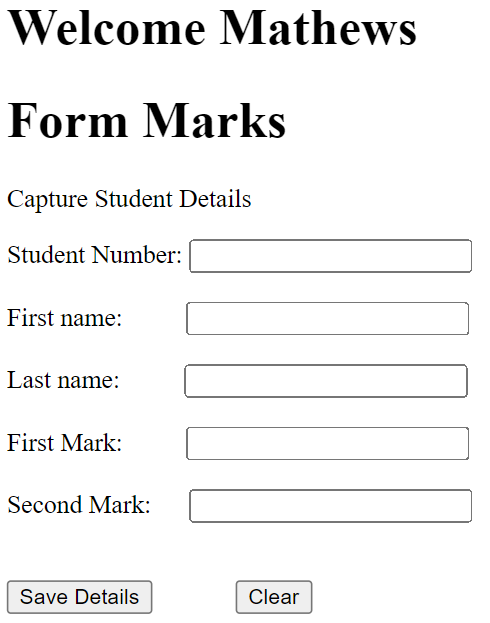 Welcome Mathews
Form Marks
Capture Student Details
Student Number:
First name:
Last name:
First Mark:
Second Mark:
Save Details Clear